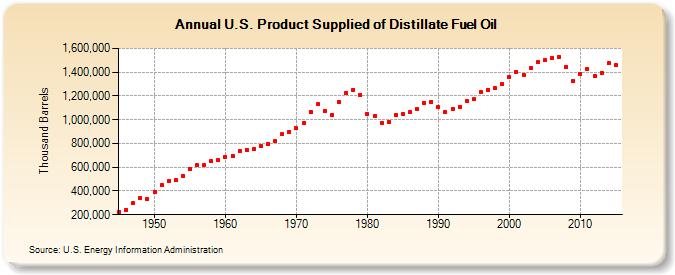 Annual U.S. Product Supplied of Distillate Fuel Oil
Thousand Barrels
1,600,000
1,400,000
1,200,000
1,000,000
800,000
600,000
400,000
200,000
1950 1960 1970 1980 1990 2000 2010
Source: U.S. Energy Information Administration